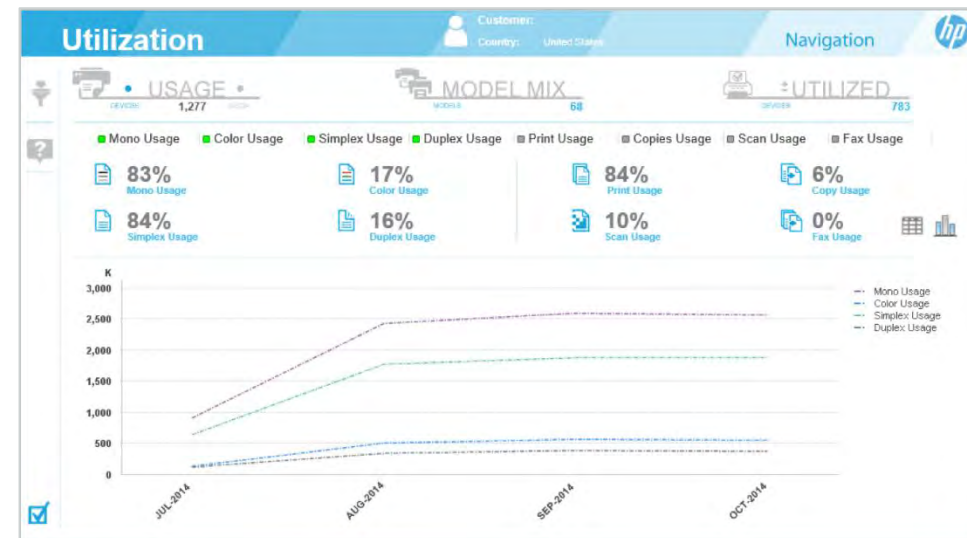 Utilization
Customer:
Country: United States
Navigation
hp
USAGE
MODEL MIX
UTILIZED
DEVICES 1,277
MODELS 68
DEVICES 783
Mono Usage Color Usage Simplex Usage Duplex Usage Print Usage Copies Usage Scan Usage Fax Usage
83%
Mono Usage
17%
Color Usage
84%
Print Usage
6%
Copy Usage
84%
Simplex Usage
16%
Duplex Usage
10%
Scan Usage
0%
Fax Usage
K
3,000
2,500
2,000
1,500
1,000
500
0
JUL-2014
AUG-2014
SEP-2014
OCT-2014
Mono Usage
Color Usage
Simplex Usage
Duplex Usage